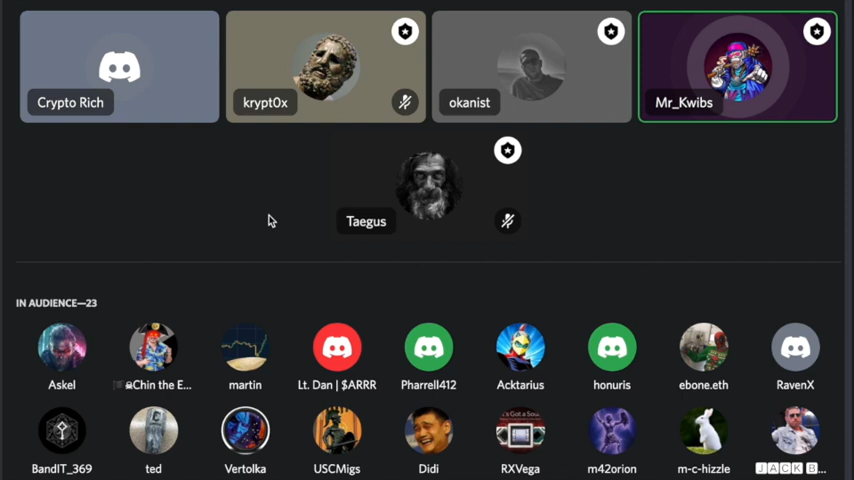 Crypto Rich
krypt0x
okanist
Mr_Kwibs
Taegus
IN AUDIENCE—23
Askel
🏴☠Chin the E...
martin
Lt. Dan | $ARRR
Pharrell412
Acktarius
honuris
ebone.eth
RavenX
BandIT_369
ted
Vertolka
USCMigs
Didi
RXVega
m42orion
m-c-hizzle
🄹🄰🄲🄺 🄱...